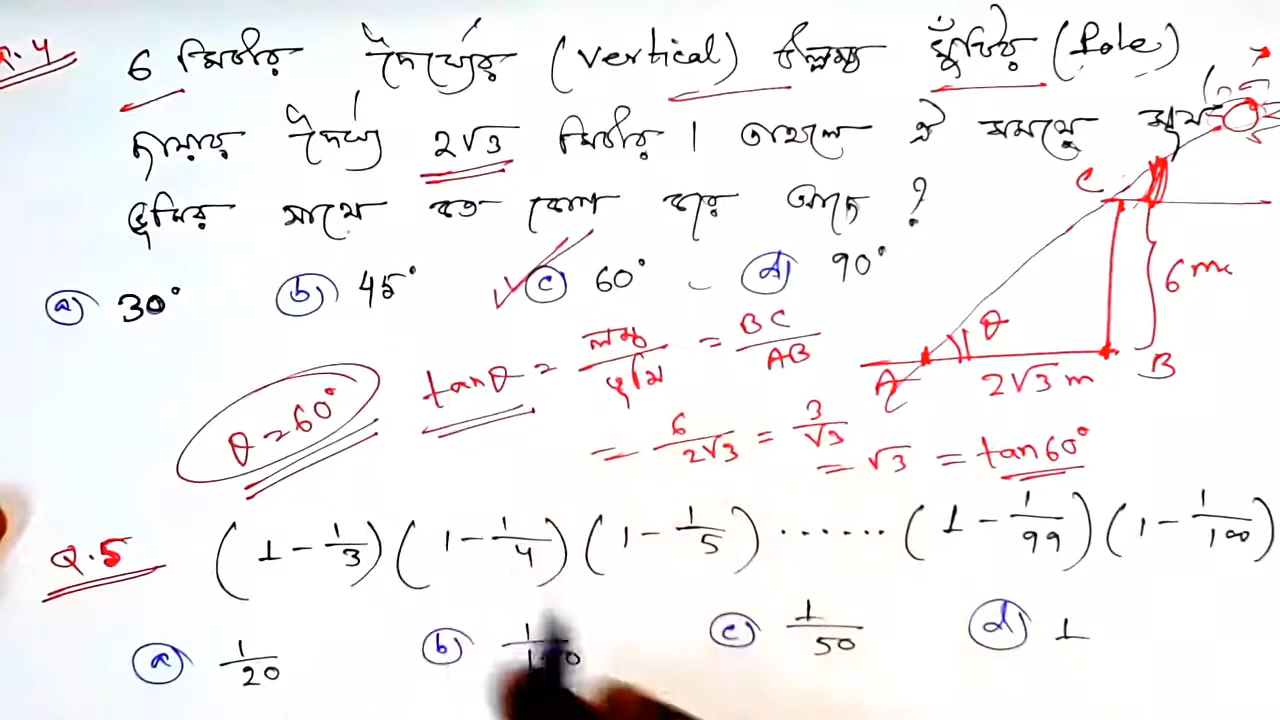 Q.4 6 মিটার দৈর্ঘ্যের (vertical) উল্লম্ব খুঁটির (Pole)
ছায়ার দৈর্ঘ্য 2√3 মিটার। তাহলে ঐ সময়ে সূর্য
ভূমির সাথে কত কোণ করে আছে?
(a) 30° (b) 45° (c) 60° (d) 90°
C
6 m
θ
A
B
2√3 m
tanθ = লম্ব/ভূমি = BC/AB
= 6/2√3 = 3/√3
= √3 = tan60°
θ = 60°
Q.5 (1 - 1/3) (1 - 1/4) (1 - 1/5) ....... (1 - 1/99) (1 - 1/100)
(a) 1/20 (b) (c) 1/50 (d) 1